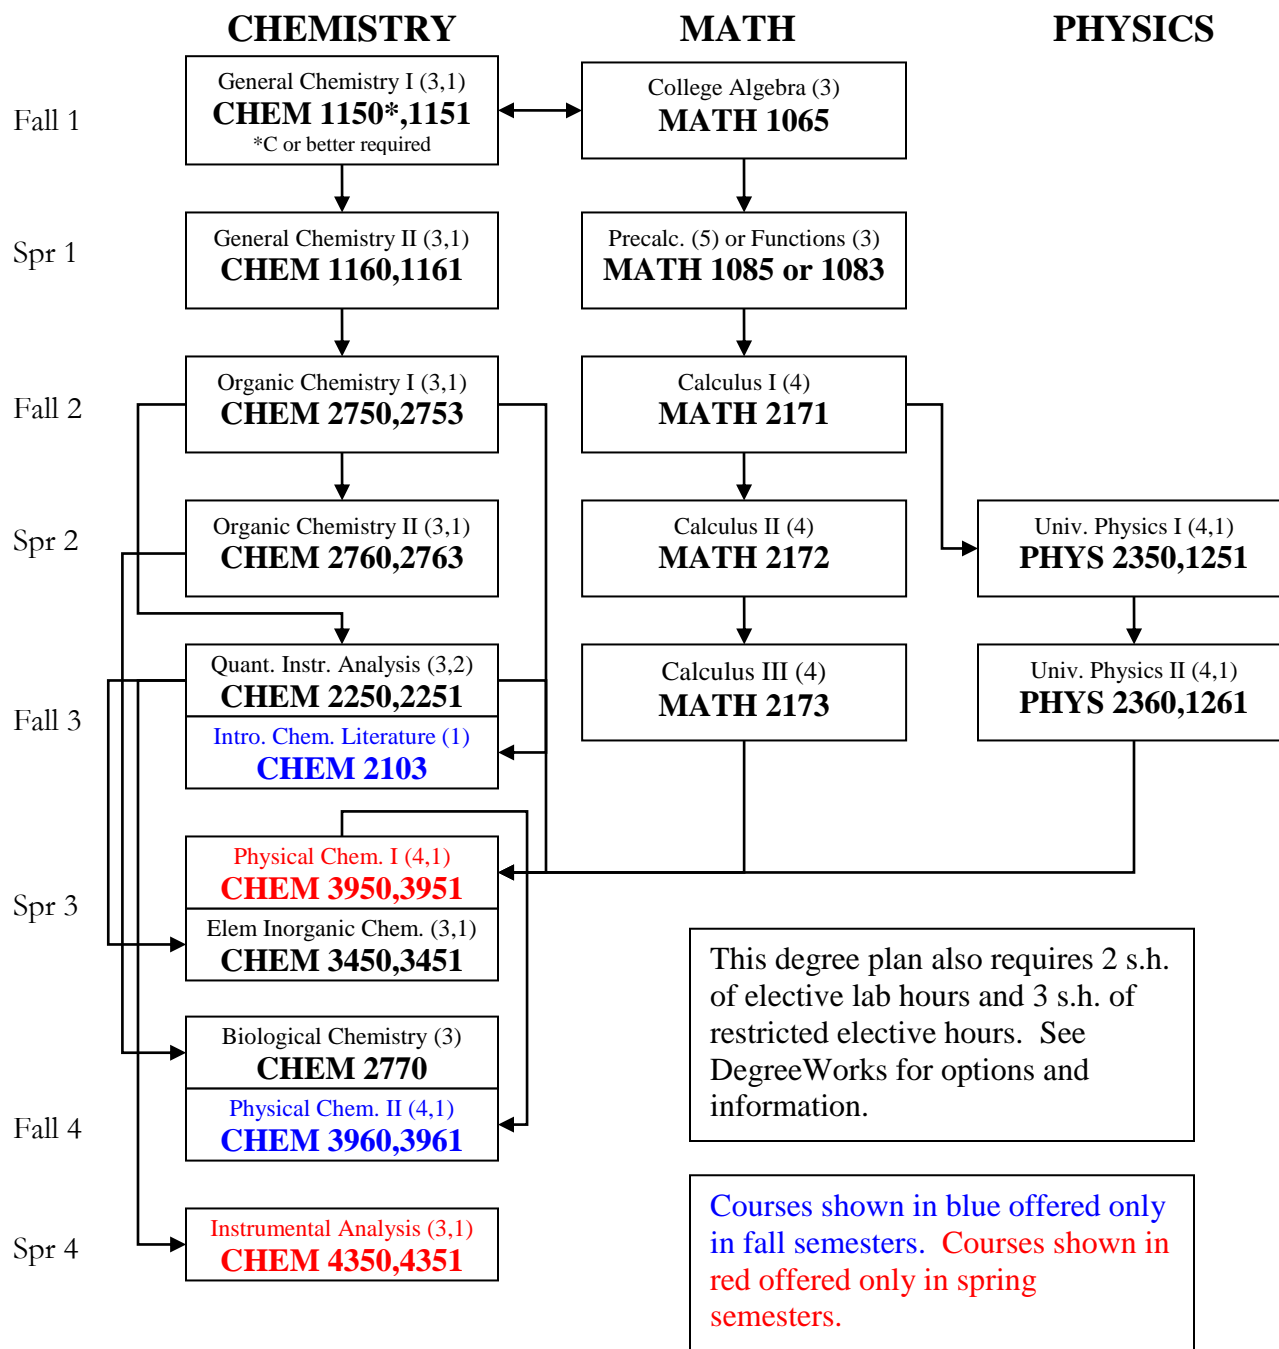 CHEMISTRY
MATH
PHYSICS
Fall 1
General Chemistry I (3,1)
CHEM 1150*,1151
*C or better required
College Algebra (3)
MATH 1065
Spr 1
General Chemistry II (3,1)
CHEM 1160,1161
Precalc. (5) or Functions (3)
MATH 1085 or 1083
Fall 2
Organic Chemistry I (3,1)
CHEM 2750,2753
Calculus I (4)
MATH 2171
Spr 2
Organic Chemistry II (3,1)
CHEM 2760,2763
Calculus II (4)
MATH 2172
Univ. Physics I (4,1)
PHYS 2350,1251
Fall 3
Quant. Instr. Analysis (3,2)
CHEM 2250,2251
Intro. Chem. Literature (1)
CHEM 2103
Calculus III (4)
MATH 2173
Univ. Physics II (4,1)
PHYS 2360,1261
Spr 3
Physical Chem. I (4,1)
CHEM 3950,3951
Elem Inorganic Chem. (3,1)
CHEM 3450,3451
Fall 4
Biological Chemistry (3)
CHEM 2770
Physical Chem. II (4,1)
CHEM 3960,3961
Spr 4
Instrumental Analysis (3,1)
CHEM 4350,4351
This degree plan also requires 2 s.h.
of elective lab hours and 3 s.h. of
restricted elective hours.  See
DegreeWorks for options and
information.
Courses shown in blue offered only
in fall semesters.  Courses shown in
red offered only in spring
semesters.